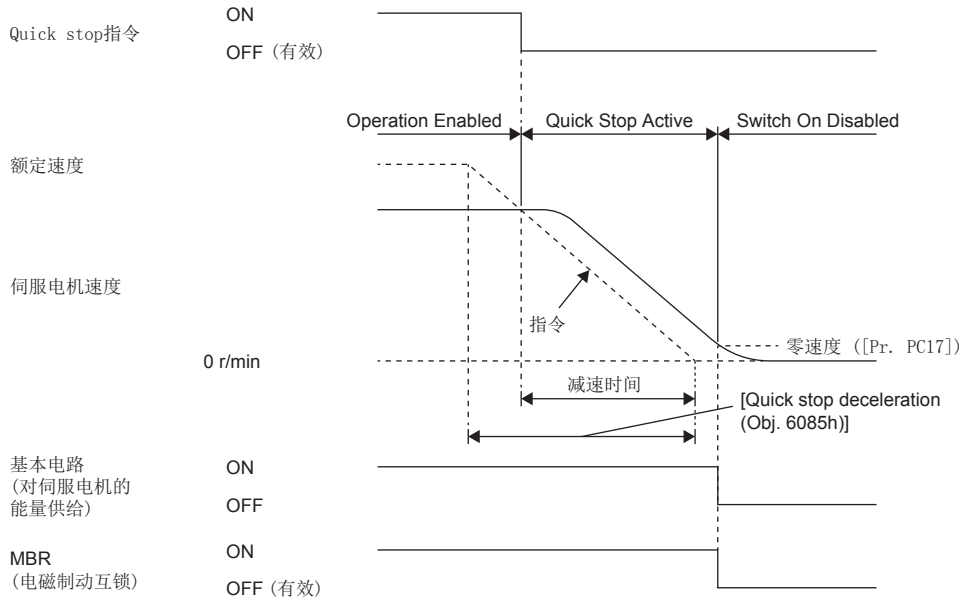 Quick stop指令
ON
OFF (有效)
Operation Enabled
Quick Stop Active
Switch On Disabled
额定速度
伺服电机速度
指令
零速度 ([Pr. PC17])
0 r/min
减速时间
[Quick stop deceleration
(Obj. 6085h)]
基本电路
(对伺服电机的
能量供给)
ON
OFF
MBR
(电磁制动互锁)
ON
OFF (有效)